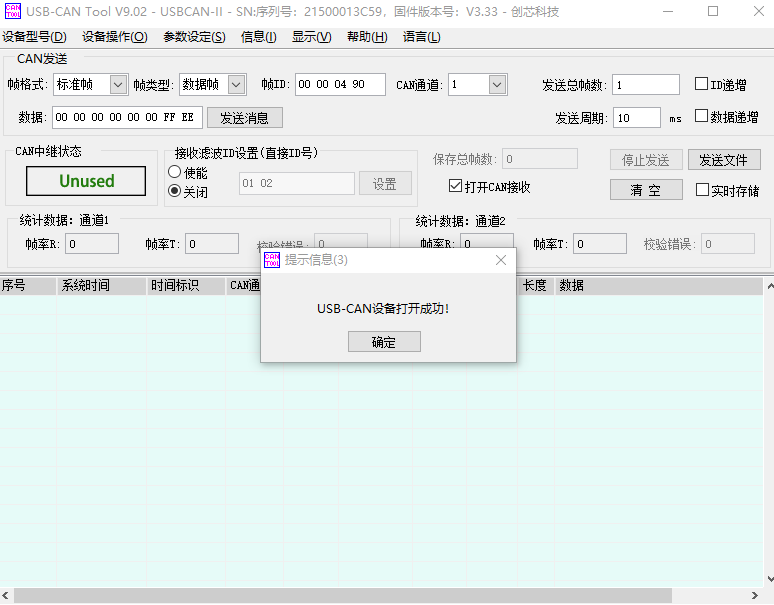 CAN TOOL USB-CAN Tool V9.02 - USBCAN-II - SN:序列号：21500013C59，固件版本号：V3.33 - 创芯科技
设备型号(D) 设备操作(O) 参数设定(S) 信息(I) 显示(V) 帮助(H) 语言(L)
CAN发送
帧格式: 标准帧 帧类型: 数据帧 帧ID: 00 00 04 90 CAN通道: 1 发送总帧数: 1 ID递增
数据: 00 00 00 00 00 00 FF EE 发送消息 发送周期: 10 ms 数据递增
CAN中继状态 接收滤波ID设置(直接ID号) 保存总帧数: 0 停止发送 发送文件
Unused 使能 关闭 01 02 设置 打开CAN接收 清 空 实时存储
统计数据: 通道1 统计数据: 通道2
帧率R: 0 帧率T: 0 校验错误: 0 帧率R: 0 帧率T: 0 校验错误: 0
CAN TOOL 提示信息(3)
序号 系统时间 时间标识 CAN通 长度 数据
USB-CAN设备打开成功!
确定